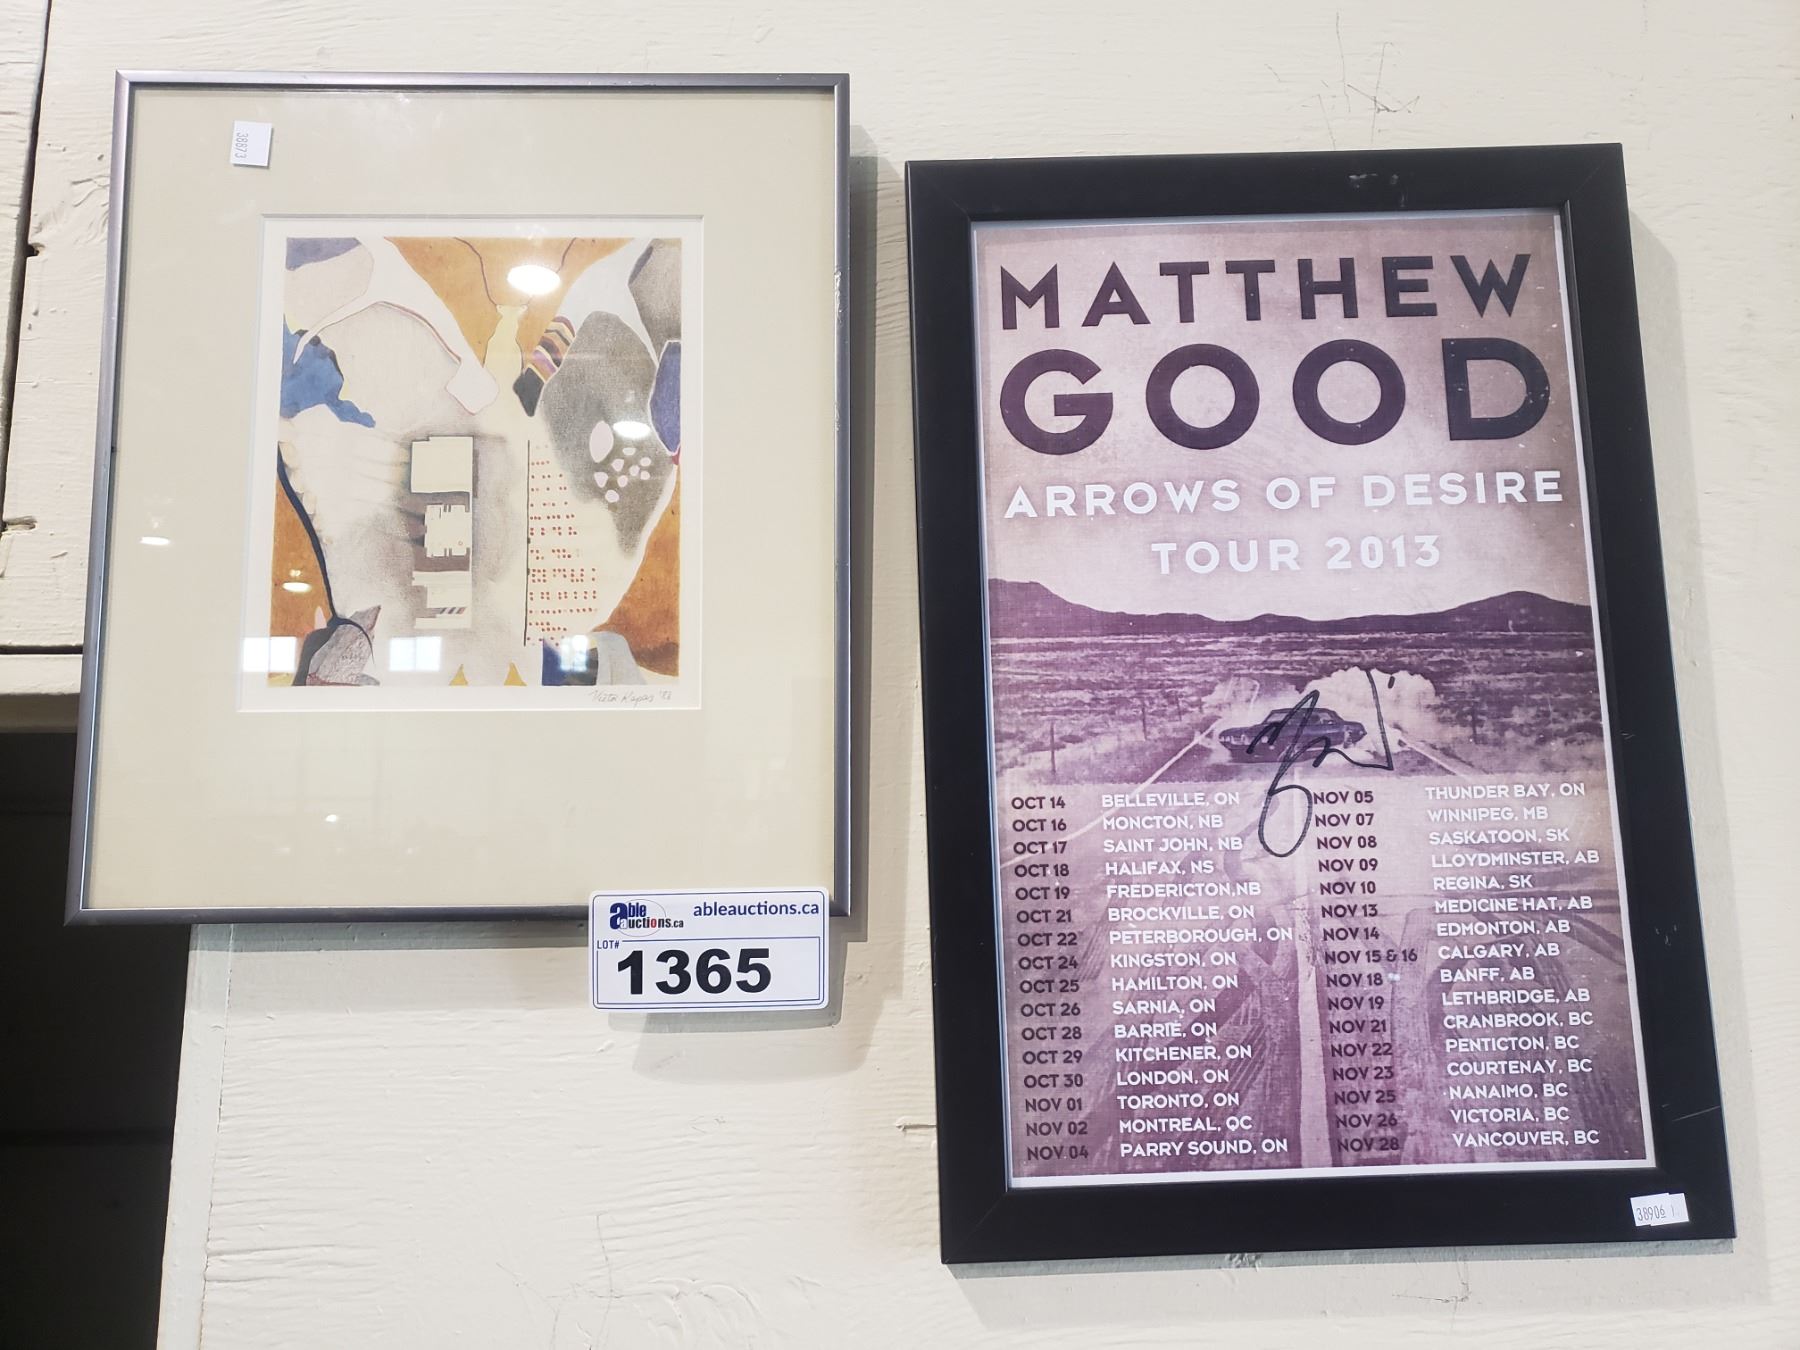 38873
Victor
able
auctions.ca
ableauctions.ca
LOT#
1365
MATTHEW
GOOD
ARROWS OF DESIRE
TOUR 2013
OCT 14 BELLEVILLE, ON
OCT 16 MONCTON, NB
OCT 17 SAINT JOHN, NB
OCT 18 HALIFAX, NS
OCT 19 FREDERICTON,NB
OCT 21 BROCKVILLE, ON
OCT 22 PETERBOROUGH, ON
OCT 24 KINGSTON, ON
OCT 25 HAMILTON, ON
OCT 26 SARNIA, ON
OCT 28 BARRIE, ON
OCT 29 KITCHENER, ON
OCT 30 LONDON, ON
NOV 01 TORONTO, ON
NOV 02 MONTREAL, QC
NOV 04 PARRY SOUND, ON
NOV 05 THUNDER BAY, ON
NOV 07 WINNIPEG, MB
NOV 08 SASKATOON, SK
NOV 09 LLOYDMINSTER, AB
NOV 10 REGINA, SK
NOV 13 MEDICINE HAT, AB
NOV 14 EDMONTON, AB
NOV 15 & 16 CALGARY, AB
NOV 18 BANFF, AB
NOV 19 LETHBRIDGE, AB
NOV 21 CRANBROOK, BC
NOV 22 PENTICTON, BC
NOV 23 COURTENAY, BC
NOV 25 NANAIMO, BC
NOV 26 VICTORIA, BC
NOV 28 VANCOUVER, BC
38906